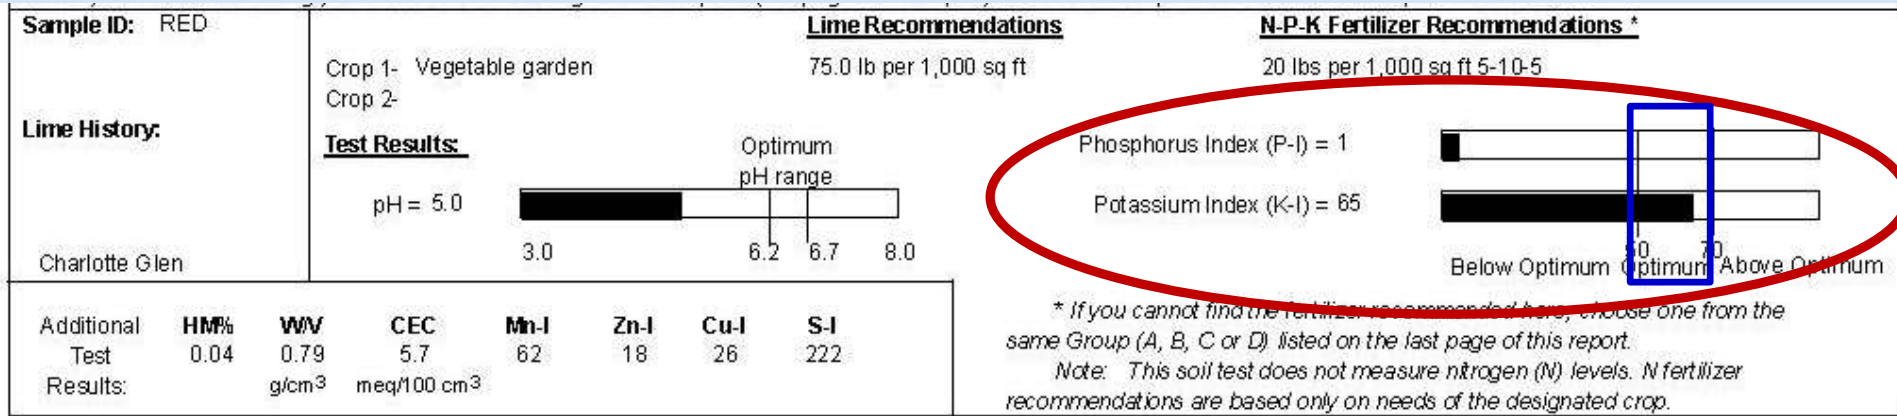 Sample ID: RED
Lime Recommendations
N-P-K Fertilizer Recommendations *
Crop 1- Vegetable garden
75.0 lb per 1,000 sq ft
20 lbs per 1,000 sq ft 5-10-5
Crop 2-
Lime History:
Test Results:
Optimum
pH range
pH = 5.0
3.0 6.2 6.7 8.0
Phosphorus Index (P-I) = 1
Potassium Index (K-I) = 65
50 70
Below Optimum Optimum Above Optimum
Charlotte Glen
Additional HM% W/V CEC Mn-I Zn-I Cu-I S-I
Test 0.04 0.79 5.7 62 18 26 222
Results: g/cm3 meq/100 cm3
* If you cannot find the fertilizer recommended here, choose one from the
same Group (A, B, C or D) listed on the last page of this report.
Note: This soil test does not measure nitrogen (N) levels. N fertilizer
recommendations are based only on needs of the designated crop.